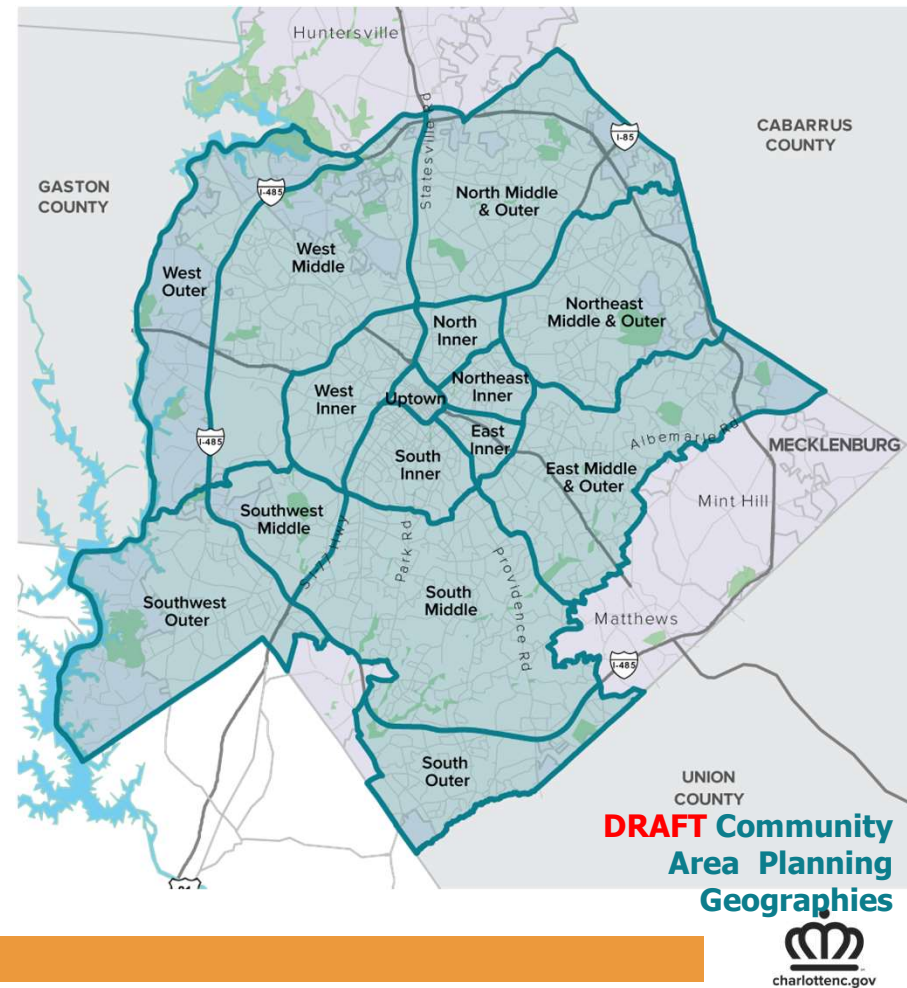 Huntersville
Statesville Rd
CABARRUS
COUNTY
I-85
GASTON
COUNTY
I-485
North Middle
& Outer
West
Middle
West
Outer
Northeast
Middle & Outer
North
Inner
Northeast
Inner
West
Inner
Uptown
East
Inner
Albemarle Rd
MECKLENBURG
I-485
South
Inner
East Middle
& Outer
Mint Hill
Southwest
Middle
S I-77 Hwy
Park Rd
Providence Rd
South
Middle
Southwest
Outer
Matthews
I-485
South
Outer
UNION
COUNTY
DRAFT Community
Area Planning
Geographies
charlottenc.gov